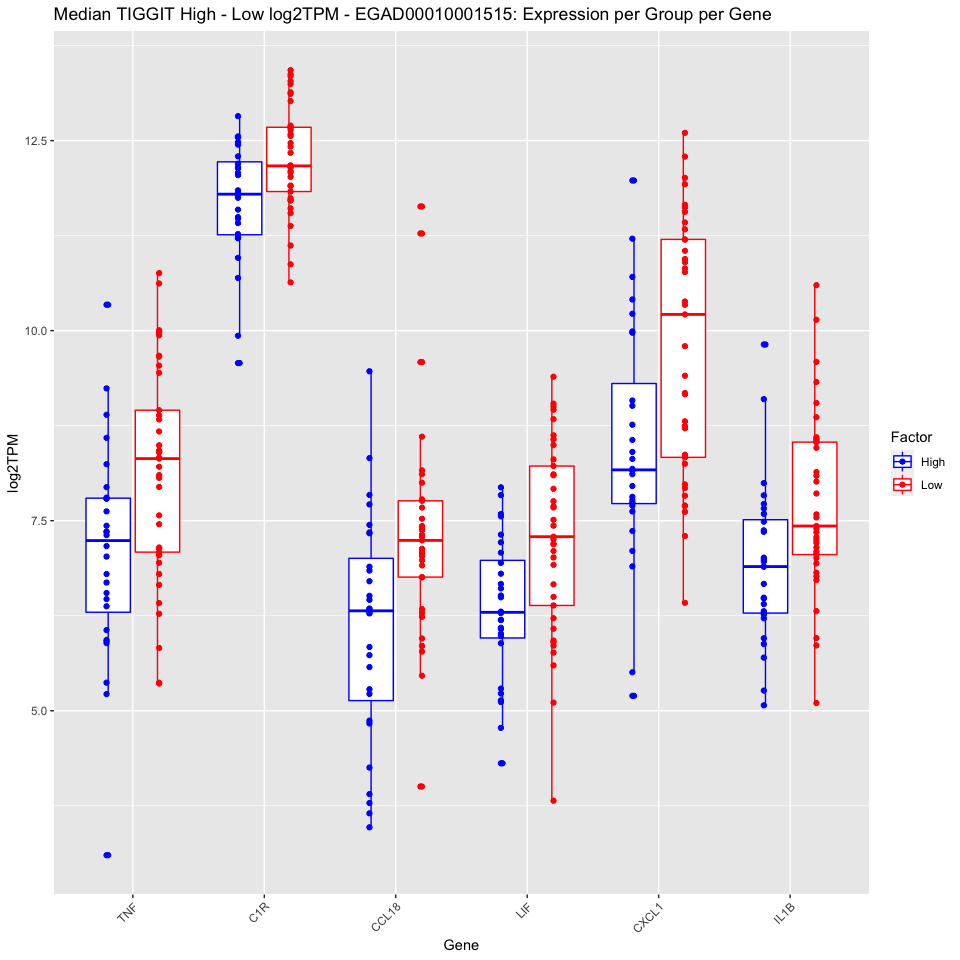 Median TIGGIT High - Low log2TPM - EGAD00010001515: Expression per Group per Gene
12.5
10.0
7.5
5.0
log2TPM
TNF
C1R
CCL18
LIF
CXCL1
IL1B
Gene
Factor
High
Low